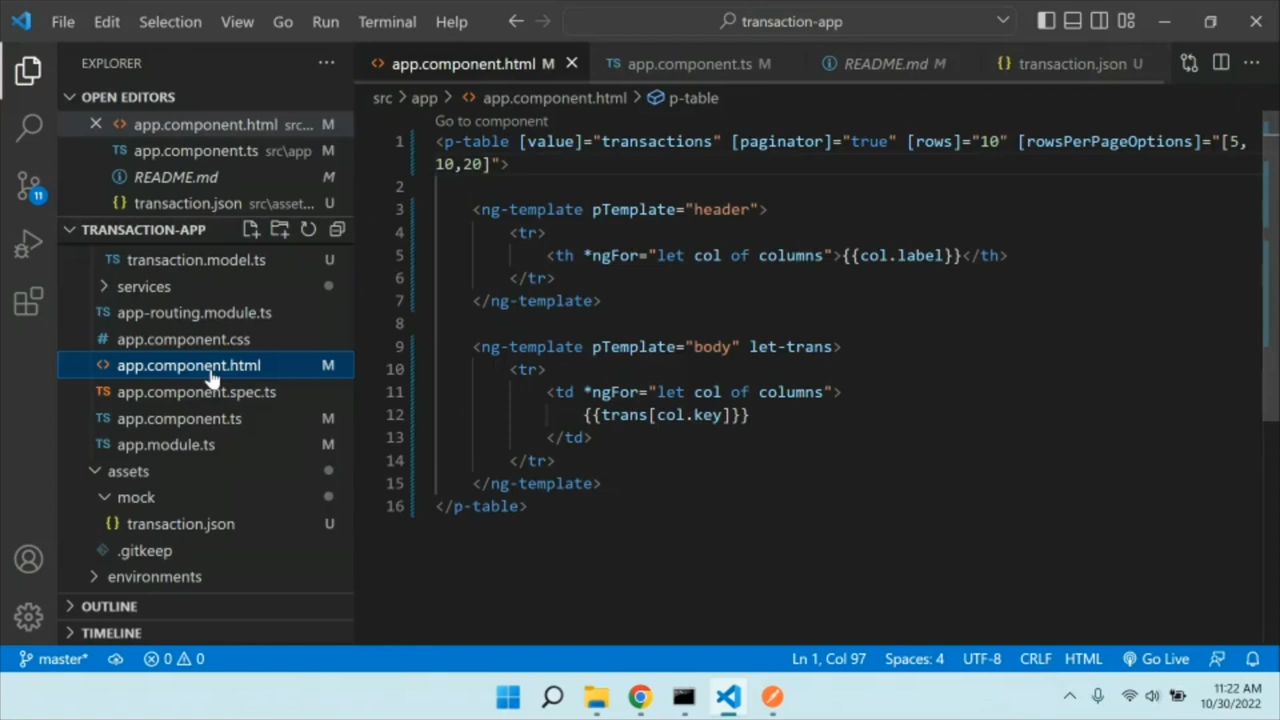 File Edit Selection View Go Run Terminal Help transaction-app
EXPLORER
OPEN EDITORS
app.component.html src... M
TS app.component.ts src\app M
README.md M
{} transaction.json src\asset... U
TRANSACTION-APP
TS transaction.model.ts U
services
TS app-routing.module.ts
# app.component.css
<> app.component.html M
TS app.component.spec.ts
TS app.component.ts M
TS app.module.ts M
assets
mock
{} transaction.json U
.gitkeep
environments
OUTLINE
TIMELINE
11
<> app.component.html M TS app.component.ts M README.md M {} transaction.json U
src > app > <> app.component.html > p-table
Go to component
1 <p-table [value]="transactions" [paginator]="true" [rows]="10" [rowsPerPageOptions]="[5,
10,20]">
2
3 <ng-template pTemplate="header">
4 <tr>
5 <th *ngFor="let col of columns">{{col.label}}</th>
6 </tr>
7 </ng-template>
8
9 <ng-template pTemplate="body" let-trans>
10 <tr>
11 <td *ngFor="let col of columns">
12 {{trans[col.key]}}
13 </td>
14 </tr>
15 </ng-template>
16 </p-table>
master* 0 0 Ln 1, Col 97 Spaces: 4 UTF-8 CRLF HTML Go Live
11:22 AM
10/30/2022